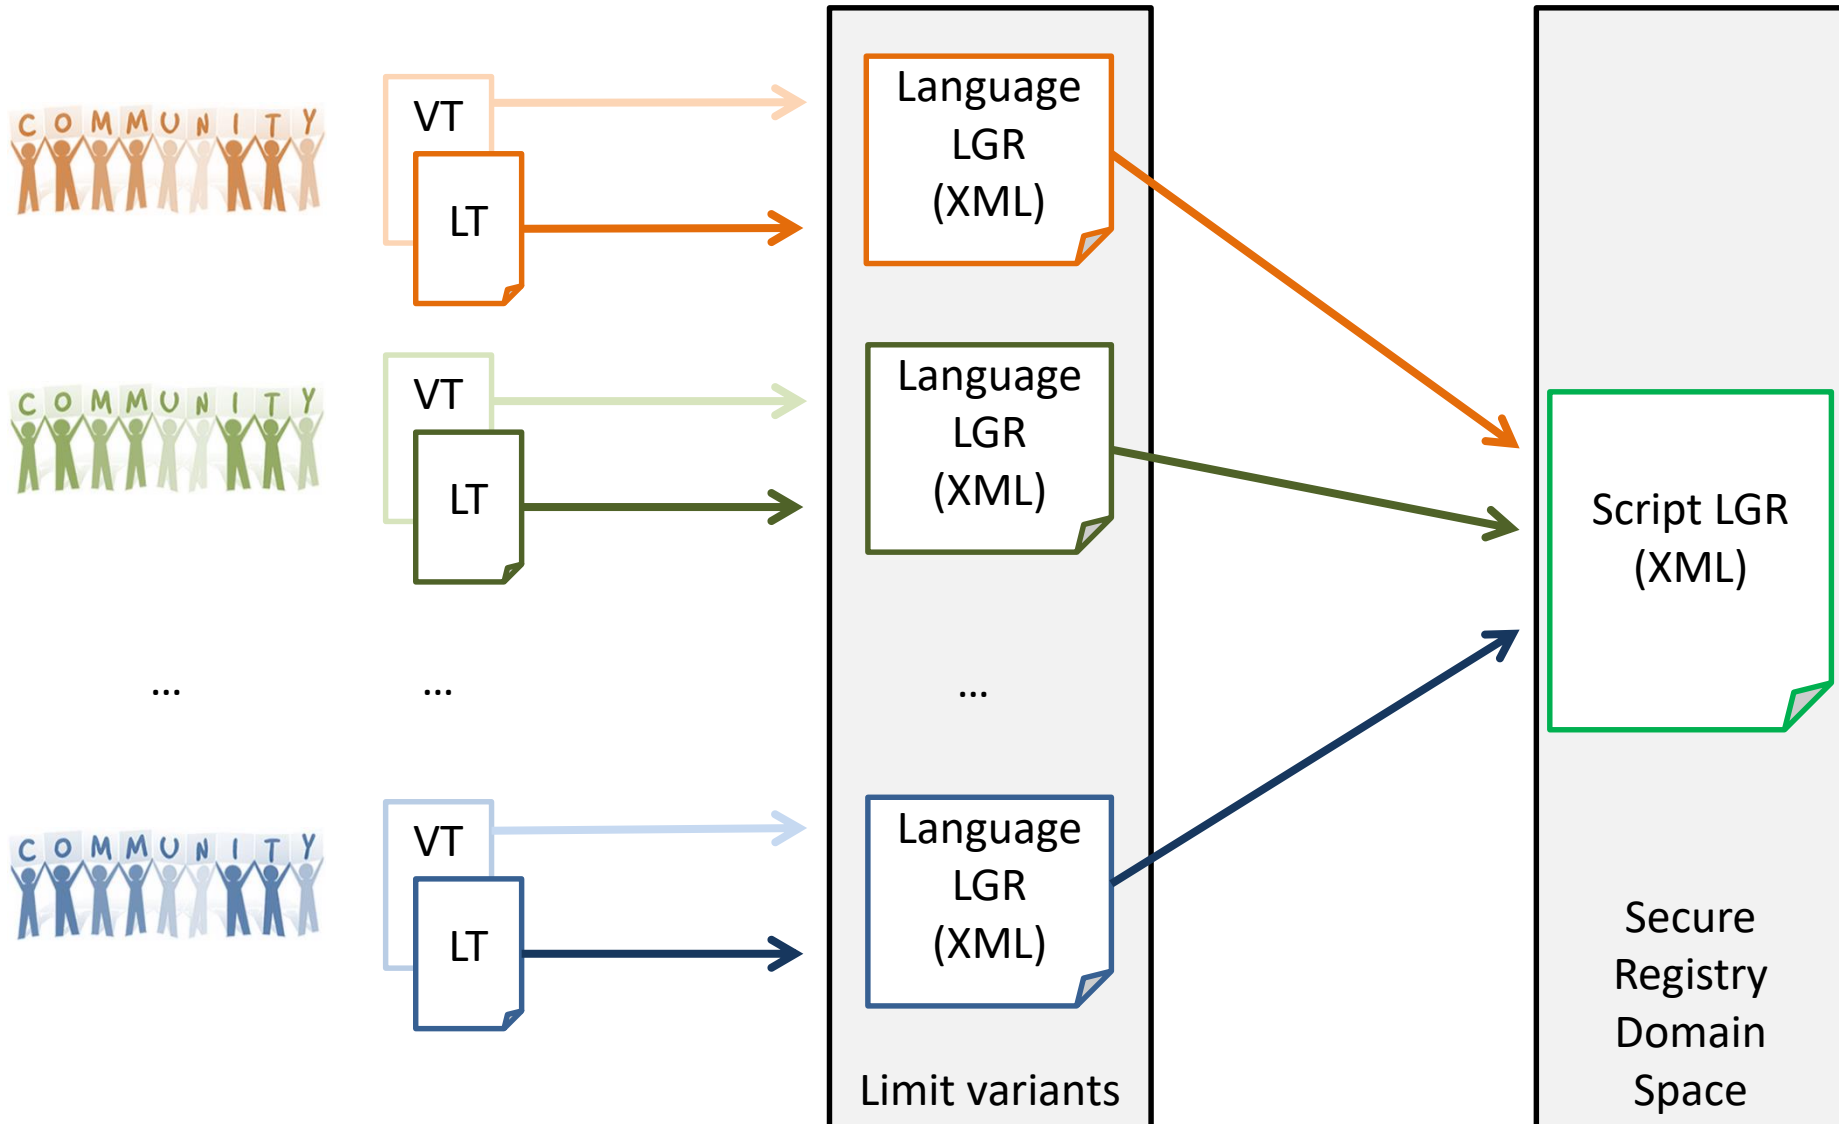 COMMUNITY
VT
LT
Language
LGR
(XML)
COMMUNITY
VT
LT
Language
LGR
(XML)
Script LGR
(XML)
...
...
...
COMMUNITY
VT
LT
Language
LGR
(XML)
Limit variants
Secure
Registry
Domain
Space